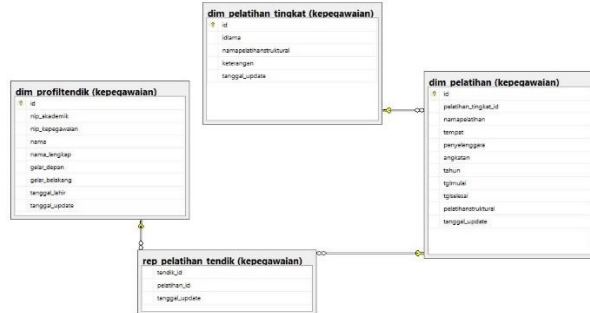 dim_pelatihan_tingkat (kepegawaian)
id
idlama
namapelatihanstruktural
keterangan
tanggal_update
dim_profiltendik (kepegawaian)
id
nip_akademik
nip_kepegawaian
nama
nama_lengkap
gelar_depan
gelar_belakang
tanggal_lahir
tanggal_update
dim_pelatihan (kepegawaian)
id
pelatihan_tingkat_id
namapelatihan
tempat
penyelenggara
angkatan
tahun
tglmulai
tglselesai
pelatihanstruktural
tanggal_update
rep_pelatihan_tendik (kepegawaian)
tendik_id
pelatihan_id
tanggal_update